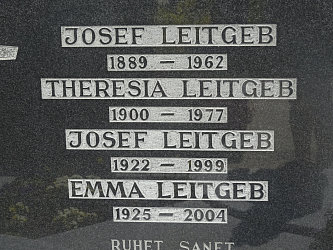 JOSEF LEITGEB
1889 – 1962
THERESIA LEITGEB
1900 – 1977
JOSEF LEITGEB
1922 – 1999
EMMA LEITGEB
1925 – 2004
RUHET SANFT